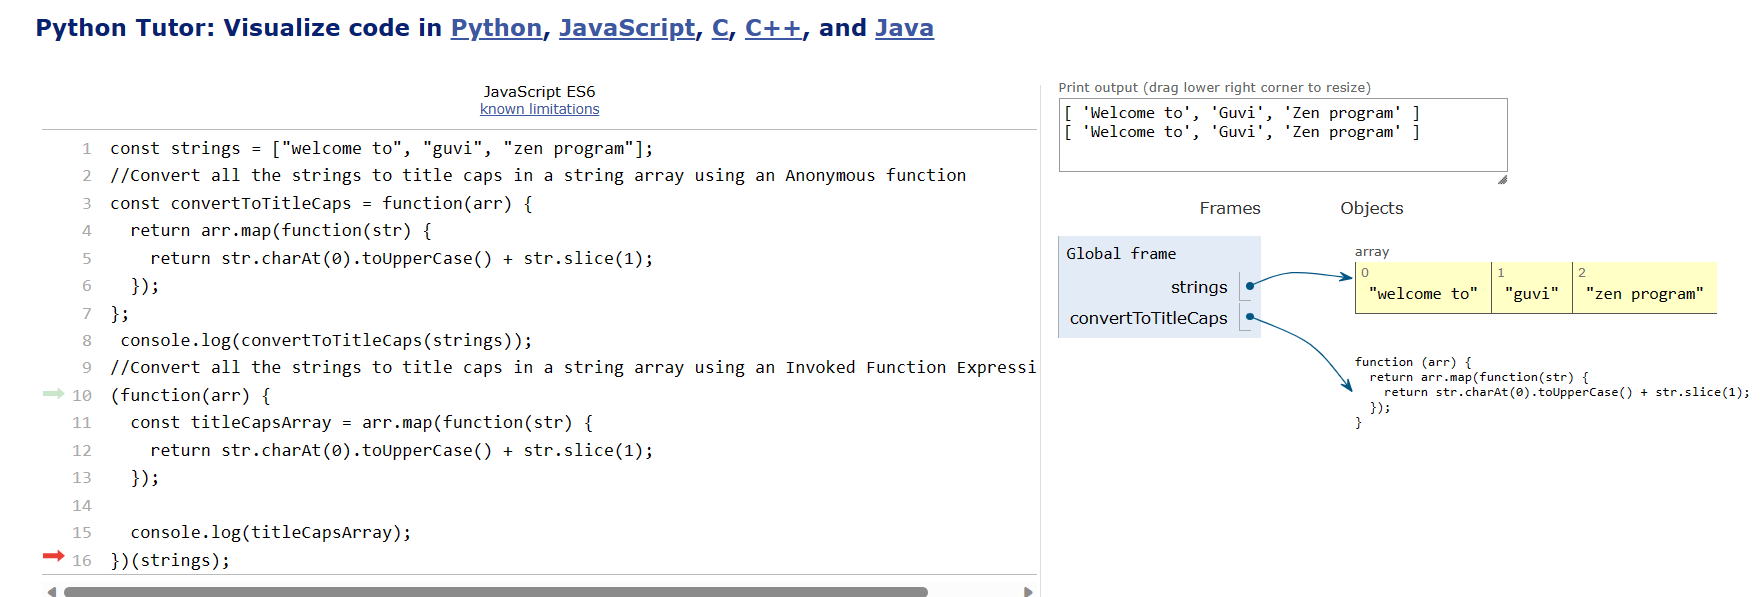 Python Tutor: Visualize code in Python, JavaScript, C, C++, and Java
JavaScript ES6
known limitations
1 const strings = ["welcome to", "guvi", "zen program"];
2 //Convert all the strings to title caps in a string array using an Anonymous function
3 const convertToTitleCaps = function(arr) {
4   return arr.map(function(str) {
5     return str.charAt(0).toUpperCase() + str.slice(1);
6   });
7 };
8  console.log(convertToTitleCaps(strings));
9 //Convert all the strings to title caps in a string array using an Invoked Function Expressi
10 (function(arr) {
11   const titleCapsArray = arr.map(function(str) {
12     return str.charAt(0).toUpperCase() + str.slice(1);
13   });
14
15   console.log(titleCapsArray);
16 })(strings);
Print output (drag lower right corner to resize)
[ 'Welcome to', 'Guvi', 'Zen program' ]
[ 'Welcome to', 'Guvi', 'Zen program' ]
Frames Objects
Global frame
strings
convertToTitleCaps
array
0 1 2
"welcome to" "guvi" "zen program"
function (arr) {
  return arr.map(function(str) {
    return str.charAt(0).toUpperCase() + str.slice(1);
  });
}